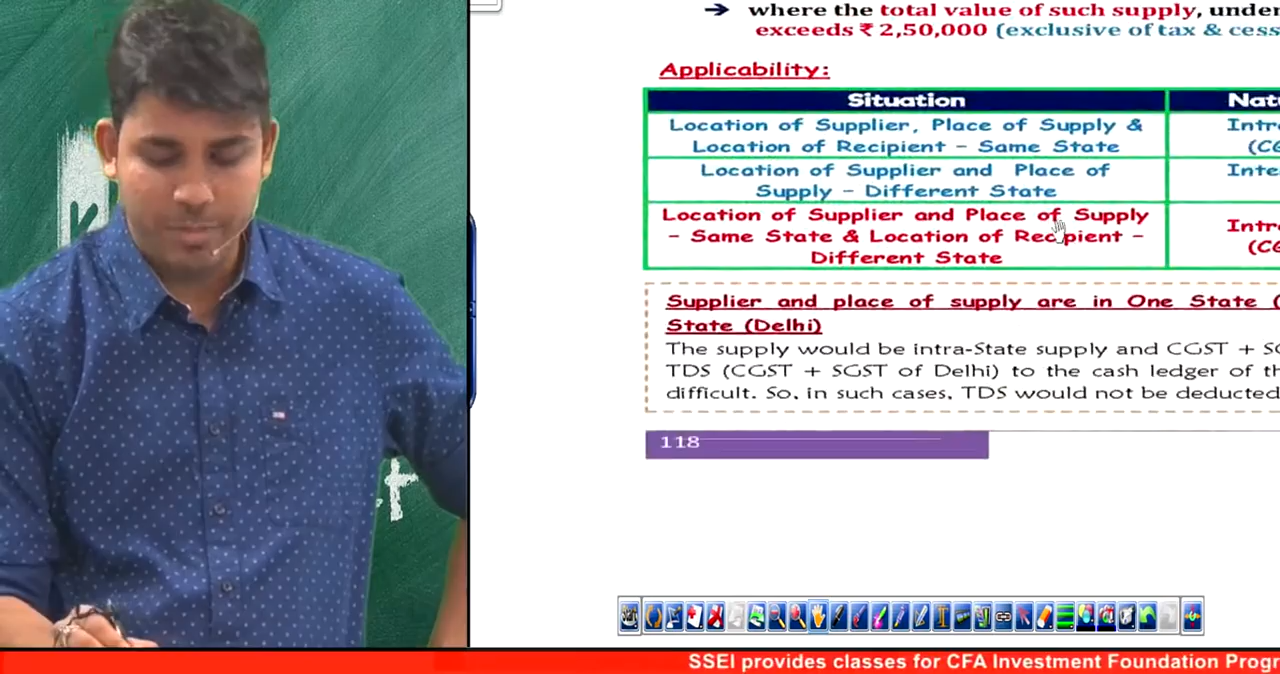 → where the total value of such supply, under
exceeds ₹ 2,50,000 (exclusive of tax & cess
Applicability:
Situation
Location of Supplier, Place of Supply &
Location of Recipient – Same State
Location of Supplier and Place of
Supply – Different State
Location of Supplier and Place of Supply
– Same State & Location of Recipient –
Different State
Supplier and place of supply are in One State (
State (Delhi)
The supply would be intra-State supply and CGST + SG
TDS (CGST + SGST of Delhi) to the cash ledger of th
difficult. So, in such cases, TDS would not be deducted
118
SSEI provides classes for CFA Investment Foundation Progr